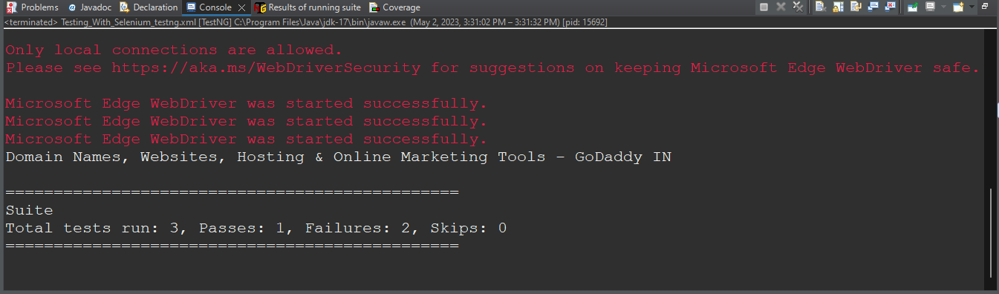 Problems Javadoc Declaration Console Results of running suite Coverage
<terminated> Testing_With_Selenium_testng.xml [TestNG] C:\Program Files\Java\jdk-17\bin\javaw.exe (May 2, 2023, 3:31:02 PM – 3:31:32 PM) [pid: 15692]
Only local connections are allowed.
Please see https://aka.ms/WebDriverSecurity for suggestions on keeping Microsoft Edge WebDriver safe.
Microsoft Edge WebDriver was started successfully.
Microsoft Edge WebDriver was started successfully.
Microsoft Edge WebDriver was started successfully.
Domain Names, Websites, Hosting & Online Marketing Tools - GoDaddy IN
===============================================
Suite
Total tests run: 3, Passes: 1, Failures: 2, Skips: 0
===============================================